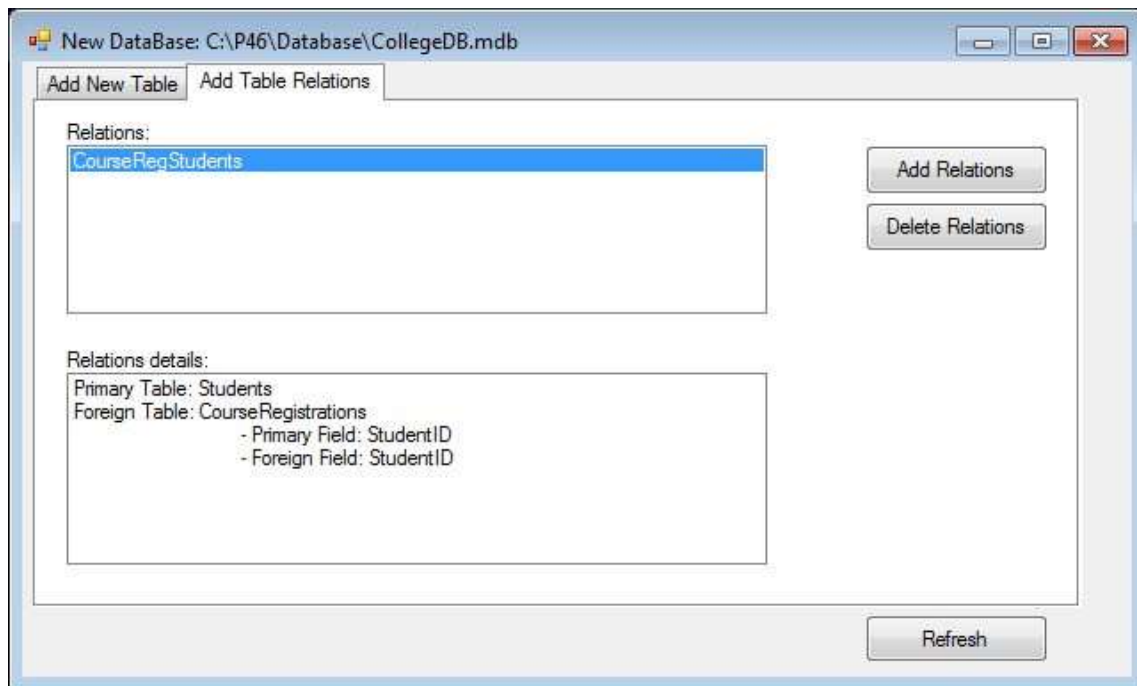 New DataBase: C:\P46\Database\CollegeDB.mdb
Add New Table
Add Table Relations
Relations:
CourseRegStudents
Add Relations
Delete Relations
Relations details:
Primary Table: Students
Foreign Table: CourseRegistrations
- Primary Field: StudentID
- Foreign Field: StudentID
Refresh